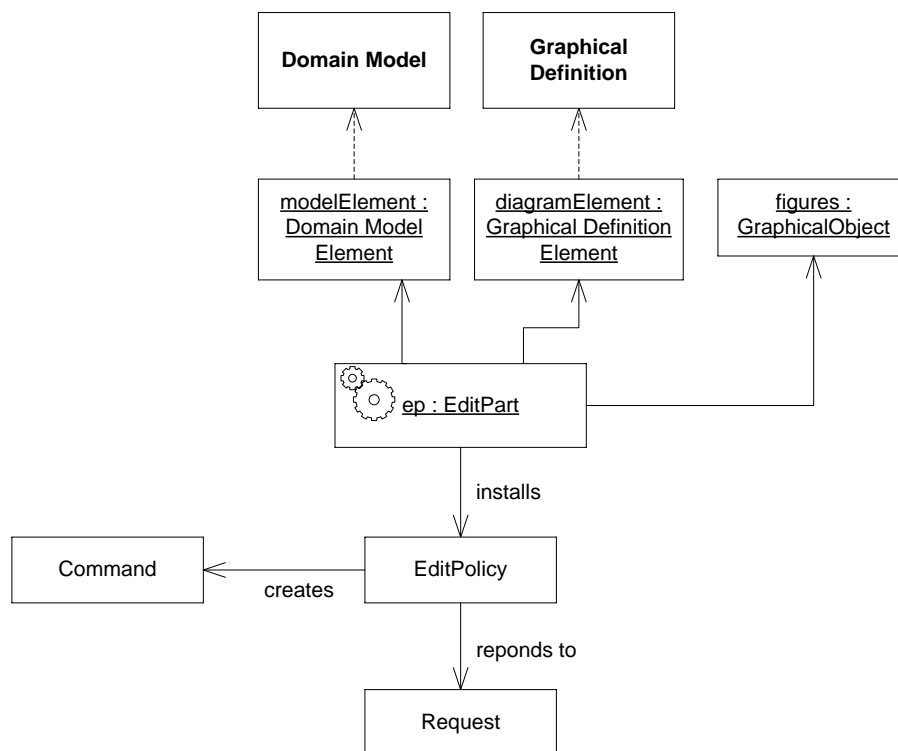 Domain Model
Graphical
Definition
modelElement :
Domain Model
Element
diagramElement :
Graphical Definition
Element
figures :
GraphicalObject
ep : EditPart
installs
Command
creates
EditPolicy
reponds to
Request